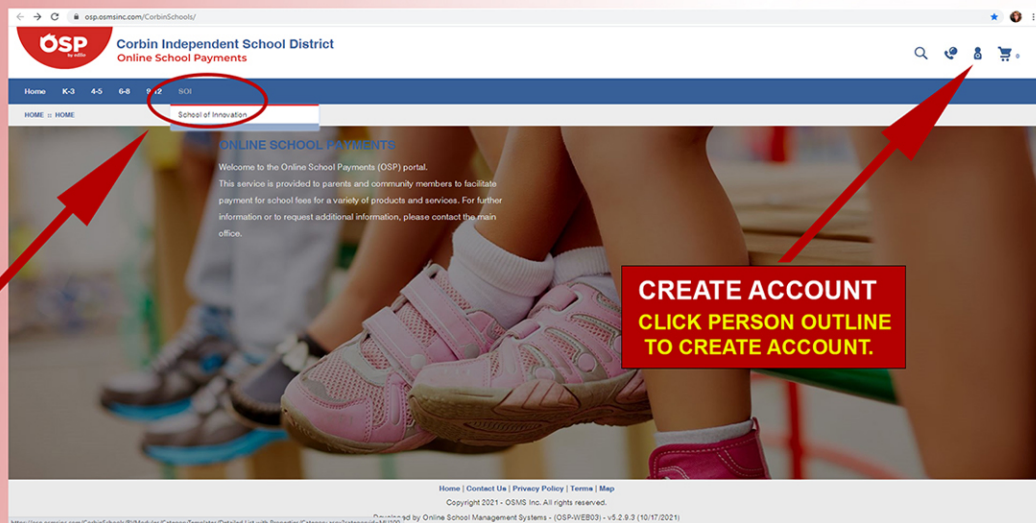 osp.osmsinc.com/CorbinSchools/
ÖSP
by edlio
Corbin Independent School District
Online School Payments
0
Home K-3 4-5 6-8 9-12 SOI
HOME :: HOME
School of Innovation
ONLINE SCHOOL PAYMENTS
Welcome to the Online School Payments (OSP) portal.
This service is provided to parents and community members to facilitate
payment for school fees for a variety of products and services. For further
information or to request additional information, please contact the main
office.
CREATE ACCOUNT
CLICK PERSON OUTLINE
TO CREATE ACCOUNT.
Home | Contact Us | Privacy Policy | Terms | Map
Copyright 2021 - OSMS Inc. All rights reserved.
Developed by Online School Management Systems - (OSP-WEB03) - v5.2.9.3 (10/17/2021)